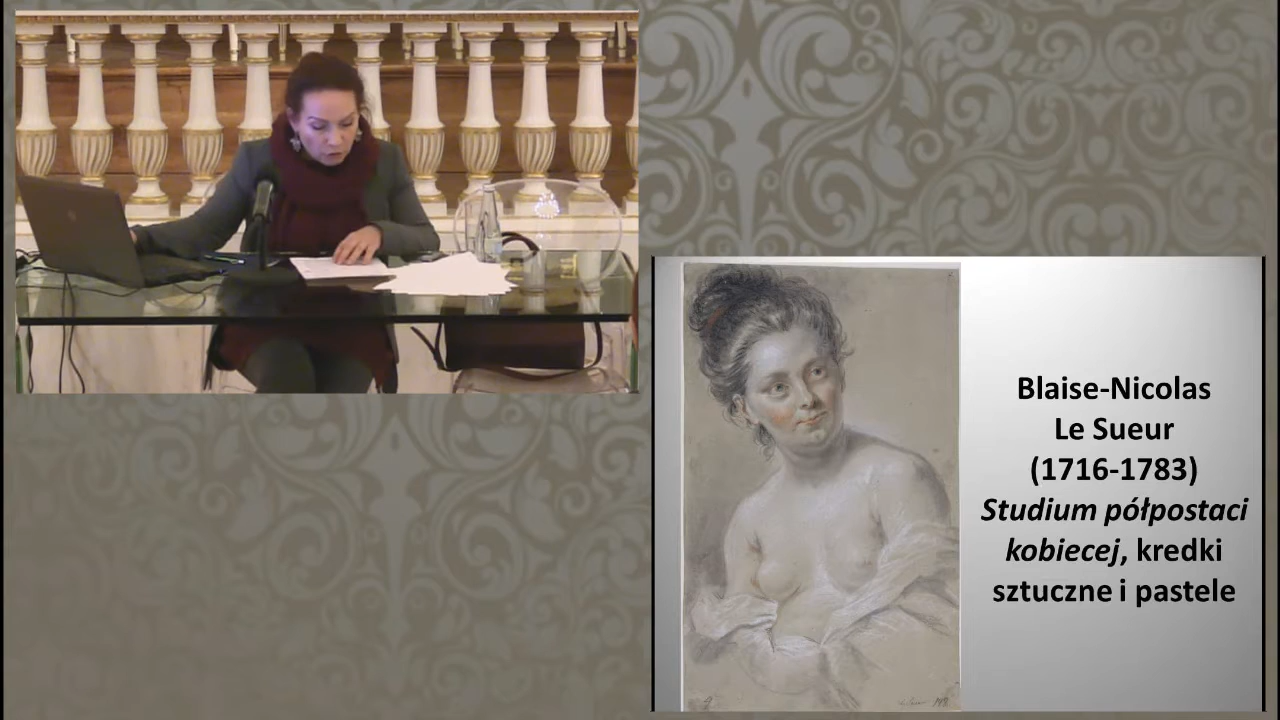 Blaise-Nicolas
Le Sueur
(1716-1783)
Studium półpostaci
kobiecej, kredki
sztuczne i pastele